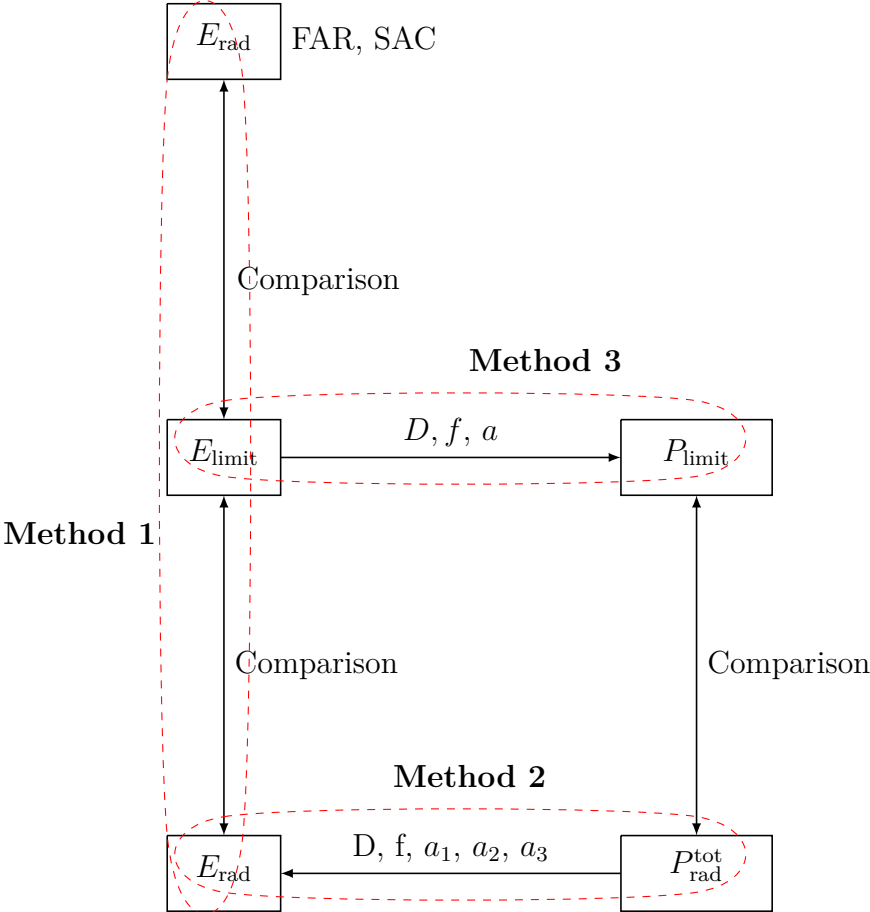 E_rad FAR, SAC
Comparison
Method 3
D, f, a
E_limit P_limit
Method 1
Comparison Comparison
Method 2
D, f, a_1, a_2, a_3
E_rad P_rad^tot